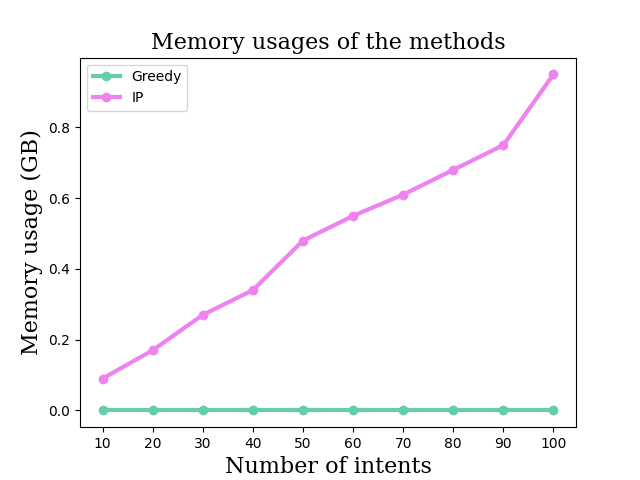 Memory usages of the methods
Greedy
IP
Memory usage (GB)
0.8
0.6
0.4
0.2
0.0
10 20 30 40 50 60 70 80 90 100
Number of intents